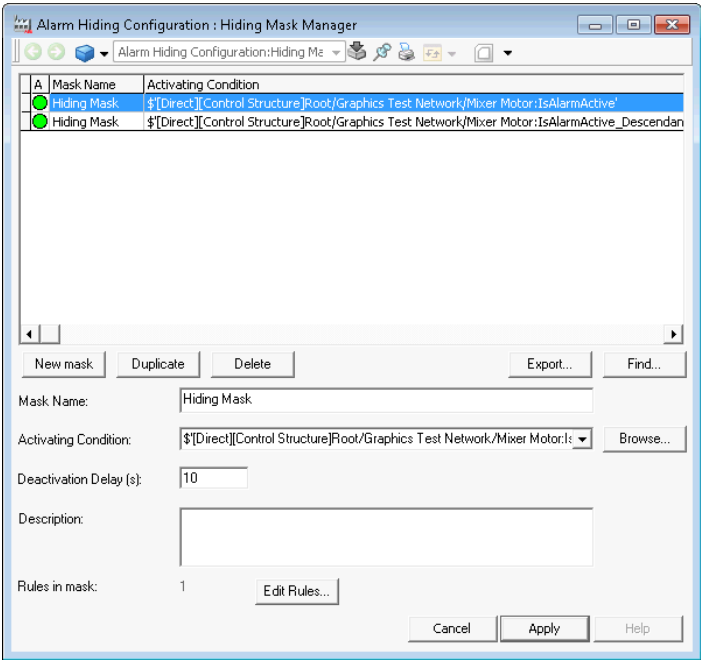 Alarm Hiding Configuration : Hiding Mask Manager
Alarm Hiding Configuration:Hiding Ma
A Mask Name Activating Condition
Hiding Mask $'[Direct][Control Structure]Root/Graphics Test Network/Mixer Motor:IsAlarmActive'
Hiding Mask $'[Direct][Control Structure]Root/Graphics Test Network/Mixer Motor:IsAlarmActive_Descendan
New mask Duplicate Delete Export... Find...
Mask Name: Hiding Mask
Activating Condition: $'[Direct][Control Structure]Root/Graphics Test Network/Mixer Motor:Is Browse...
Deactivation Delay (s): 10
Description:
Rules in mask: 1 Edit Rules...
Cancel Apply Help